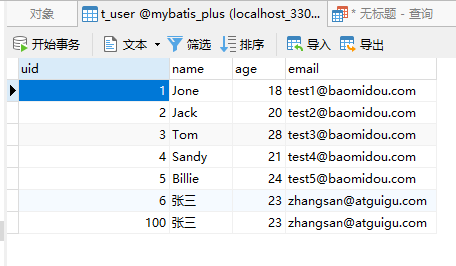 对象 t_user @mybatis_plus (localhost_330... * 无标题 - 查询
开始事务 文本 筛选 排序 导入 导出
uid name age email
1 Jone 18 test1@baomidou.com
2 Jack 20 test2@baomidou.com
3 Tom 28 test3@baomidou.com
4 Sandy 21 test4@baomidou.com
5 Billie 24 test5@baomidou.com
6 张三 23 zhangsan@atguigu.com
100 张三 23 zhangsan@atguigu.com